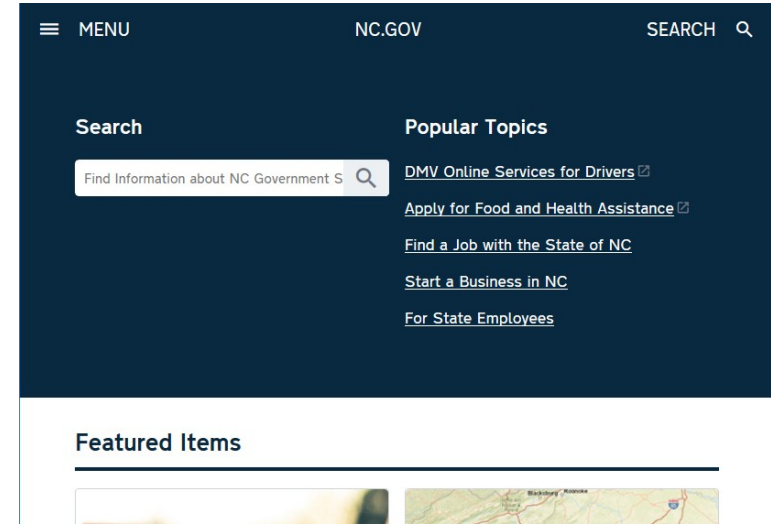 MENU
NC.GOV
SEARCH
Search
Find Information about NC Government S
Popular Topics
DMV Online Services for Drivers
Apply for Food and Health Assistance
Find a Job with the State of NC
Start a Business in NC
For State Employees
Featured Items
Blacksburg Roanoke